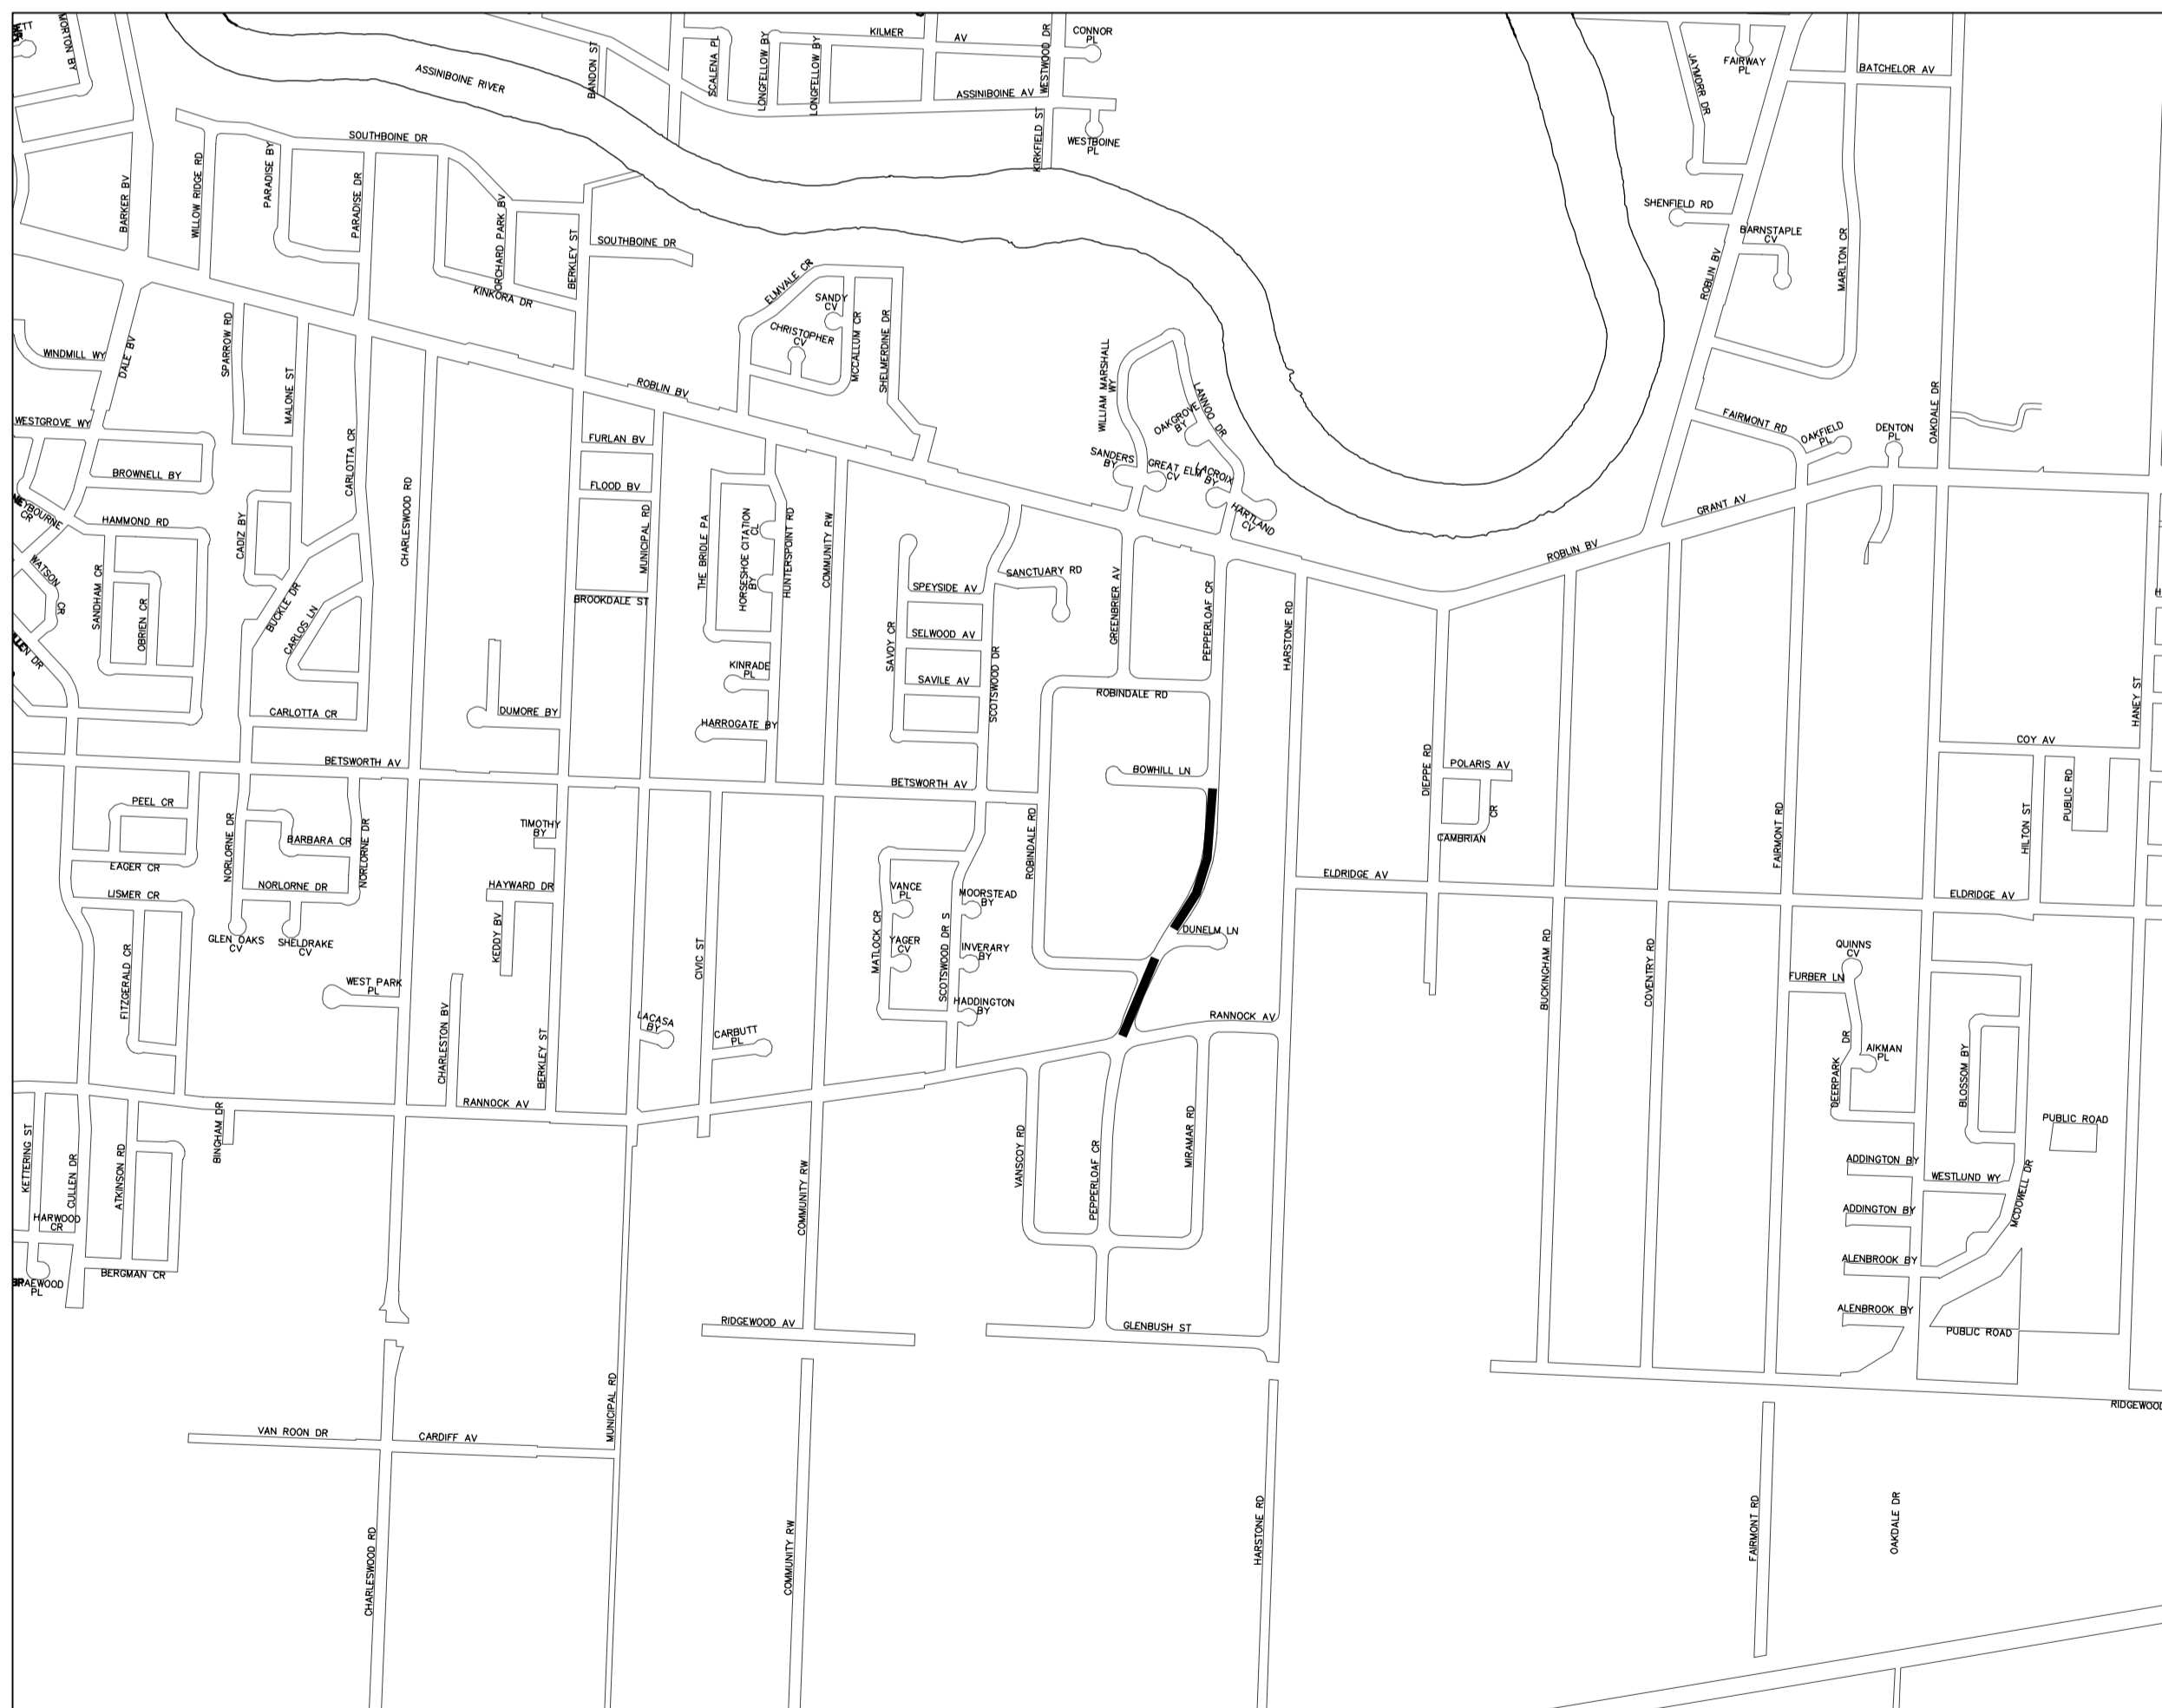 MORTON BY
ASSINIBOINE RIVER
BANDON ST
SCALENA PL
LONGFELLOW BY
LONGFELLOW BY
KILMER AV
WESTWOOD DR
CONNOR
PL
ASSINIBOINE AV
KIRKFIELD ST
WESTBOINE
PL
JAYMORR DR
FAIRWAY
PL
BATCHELOR AV
SOUTHBOINE DR
BARKER BV
WILLOW RIDGE RD
PARADISE BY
PARADISE DR
ORCHARD PARK BV
BERKLEY ST
SOUTHBOINE DR
KINKORA DR
SHENFIELD RD
BARNSTAPLE
CV
ROBLIN BV
MARLTON CR
ELMVALE CR
SANDY
CV
CHRISTOPHER
CV
MCCALLUM CR
SHELMERDINE DR
WINDMILL WY
DALE BV
SPARROW RD
MALONE ST
ROBLIN BV
WILLIAM MARSHALL
WY
LANNOO DR
OAKGROVE
BY
SANDERS
BY
GREAT ELM
CV
LACROIX
BY
HARTLAND
CV
FAIRMONT RD
OAKFIELD
PL
DENTON
PL
OAKDALE DR
WESTGROVE WY
BROWNELL BY
HAMMOND RD
CARLOTTA CR
CHARLESWOOD RD
FURLAN BV
FLOOD BV
MUNICIPAL RD
BROOKDALE ST
THE BRIDLE PA
HORSESHOE
BY
CITATION
CL
HUNTERSPOINT RD
COMMUNITY RW
GRANT AV
ROBLIN BV
WATSON
CR
SANDHAM CR
OBRIEN CR
CADIZ BY
BUCKLE DR
CARLOS LN
CARLOTTA CR
SPEYSIDE AV
SELWOOD AV
SAVILE AV
SAVOY CR
SCOTSWOOD DR
SANCTUARY RD
GREENBRIER AV
PEPPERLOAF CR
HARSTONE RD
ROBINDALE RD
KINRADE
PL
HARROGATE BY
DUMORE BY
BETSWORTH AV
BETSWORTH AV
BOWHILL LN
DIEPPE RD
POLARIS AV
CAMBRIAN CR
COY AV
HANEY ST
PUBLIC RD
HILTON ST
FAIRMONT RD
PEEL CR
EAGER CR
LISMER CR
NORLORNE DR
BARBARA CR
NORLORNE DR
NORLORNE DR
TIMOTHY
BY
HAYWARD DR
KEDDY BV
GLEN OAKS
CV
SHELDRAKE
CV
WEST PARK
PL
FITZGERALD CR
CHARLESTON BV
BERKLEY ST
CIVIC ST
LACASA
BY
CARBUTT
PL
VANCE
PL
YAGER
CV
MATLOCK CR
SCOTSWOOD DR S
MOORSTEAD
BY
INVERARY
BY
HADDINGTON
BY
ROBINDALE RD
DUNELM LN
ELDRIDGE AV
ELDRIDGE AV
RANNOCK AV
BUCKINGHAM RD
COVENTRY RD
QUINNS
CV
FURBER LN
DEERPARK DR
AIKMAN
PL
BLOSSOM BY
PUBLIC ROAD
RANNOCK AV
BINGHAM DR
KETTERING ST
CULLEN DR
ATKINSON RD
HARWOOD
CR
BRAEWOOD
PL
BERGMAN CR
COMMUNITY RW
VANSCOY RD
PEPPERLOAF CR
MIRAMAR RD
ADDINGTON BY
ADDINGTON BY
WESTLUND WY
MCDOWELL DR
ALENBROOK BY
ALENBROOK BY
PUBLIC ROAD
RIDGEWOOD AV
GLENBUSH ST
RIDGEWOOD
VAN ROON DR
CARDIFF AV
MUNICIPAL RD
CHARLESWOOD RD
COMMUNITY RW
HARSTONE RD
FAIRMONT RD
OAKDALE DR